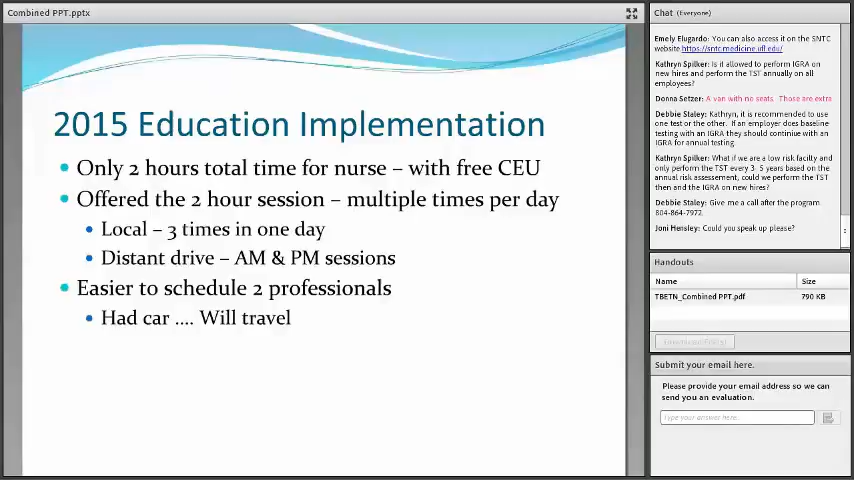 Combined PPT.pptx
2015 Education Implementation
Only 2 hours total time for nurse – with free CEU
Offered the 2 hour session – multiple times per day
Local – 3 times in one day
Distant drive – AM & PM sessions
Easier to schedule 2 professionals
Had car .... Will travel
Chat (Everyone)
Emely Elugardo: You can also access it on the SNTC
website https://sntc.medicine.ufl.edu/
Kathryn Spilker: Is it allowed to perform IGRA on
new hires and perform the TST annually on all
employees?
Donna Setzer: A van with no seats. Those are extra
Debbie Staley: Kathryn, it is recommended to use
one test or the other. If an employer does baseline
testing with an IGRA they should continue with an
IGRA for annual testing.
Kathryn Spilker: What if we are a low risk facility and
only perform the TST every 3- 5 years based on the
annual risk assessement, could we perform the TST
then and the IGRA on new hires?
Debbie Staley: Give me a call after the program.
804-864-7972.
Joni Hensley: Could you speak up please?
Handouts
Name Size
TBETN_Combined PPT.pdf 790 KB
Download File(s)
Submit your email here.
Please provide your email address so we can
send you an evaluation.
Type your answer here.